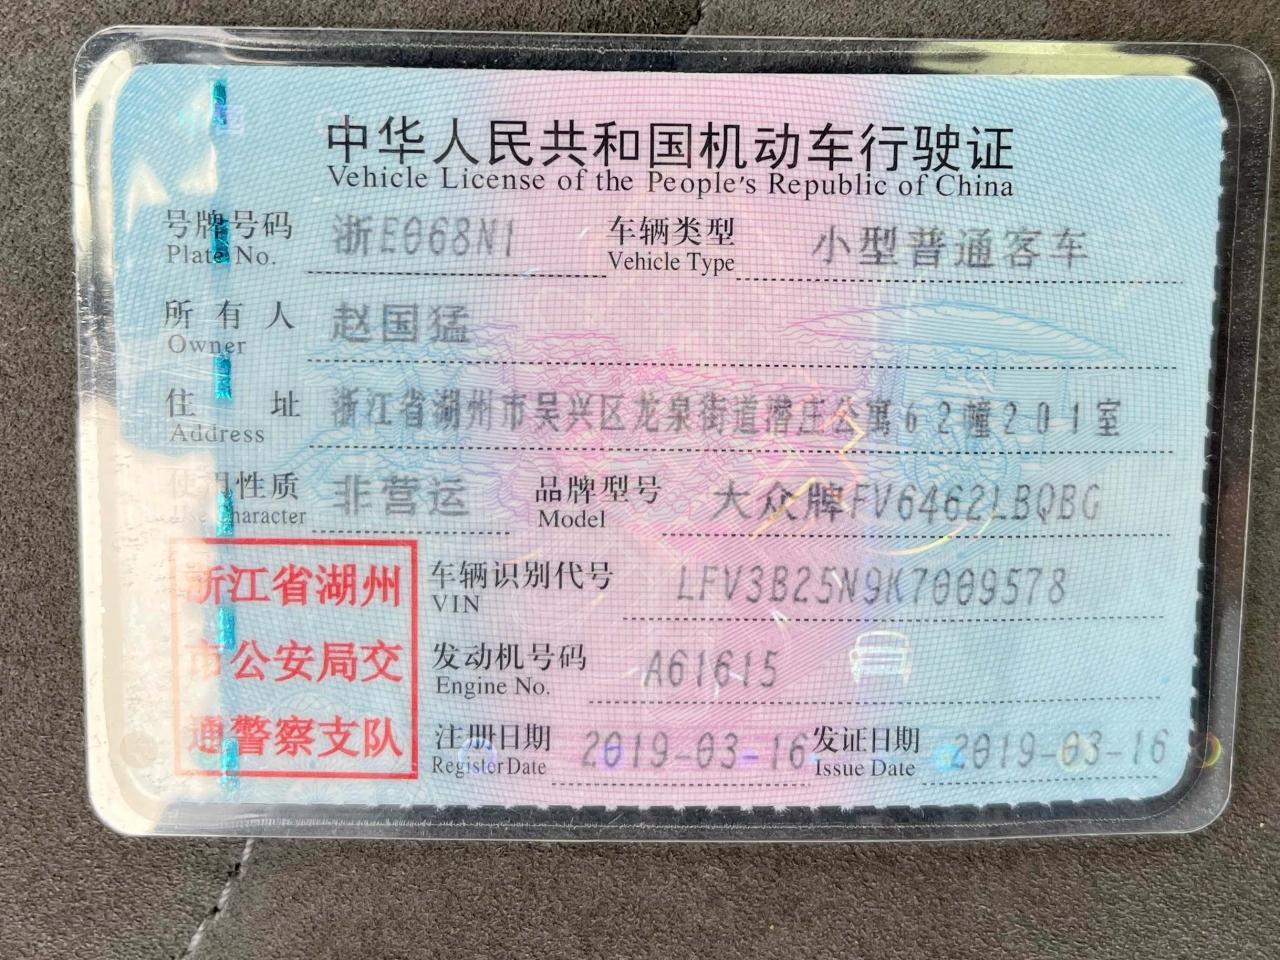 中华人民共和国机动车行驶证
Vehicle License of the People's Republic of China
号牌号码 浙E068N1 车辆类型 小型普通客车
Plate No. Vehicle Type
所有人 赵国猛
Owner
住址 浙江省湖州市吴兴区龙泉街道潜庄公寓62幢201室
Address
使用性质 非营运 品牌型号 大众牌FV6462LBQBG
Use Character Model
浙江省湖州
市公安局交
通警察支队
车辆识别代号 LFV3B25N9K7009578
VIN
发动机号码 A61615
Engine No.
注册日期 2019-03-16 发证日期 2019-03-16
Register Date Issue Date